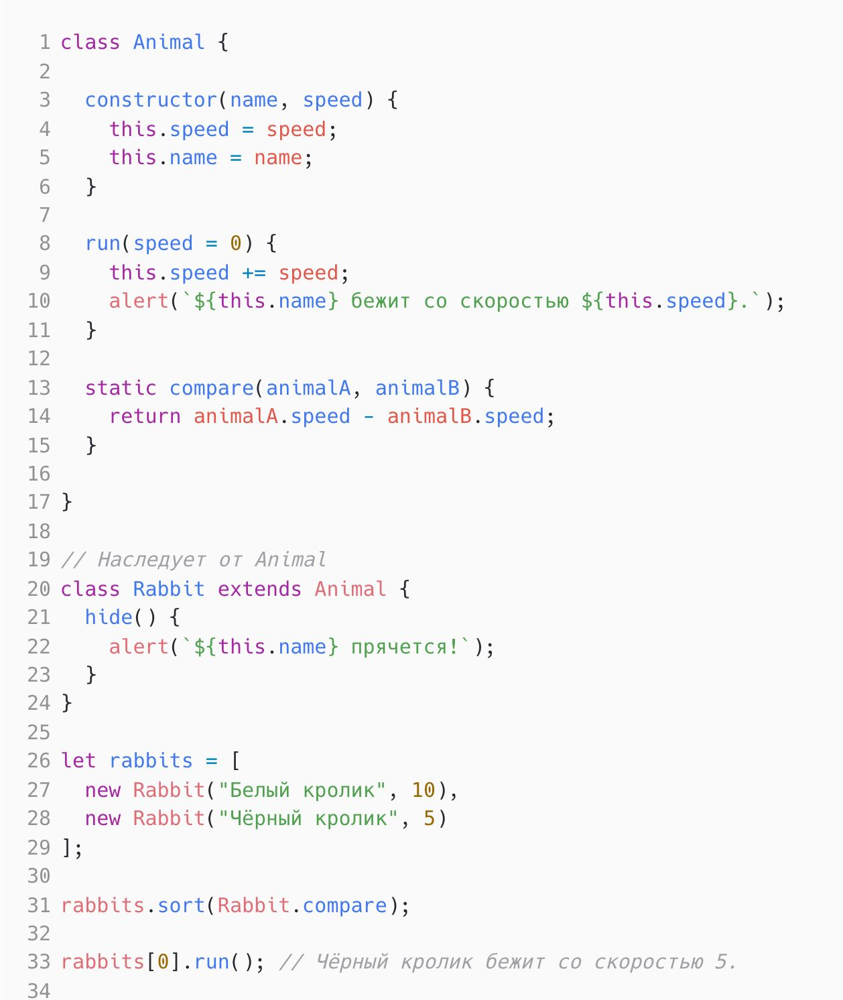 1 class Animal {
2
3   constructor(name, speed) {
4     this.speed = speed;
5     this.name = name;
6   }
7
8   run(speed = 0) {
9     this.speed += speed;
10     alert(`${this.name} бежит со скоростью ${this.speed}.`);
11   }
12
13   static compare(animalA, animalB) {
14     return animalA.speed - animalB.speed;
15   }
16
17 }
18
19 // Наследует от Animal
20 class Rabbit extends Animal {
21   hide() {
22     alert(`${this.name} прячется!`);
23   }
24 }
25
26 let rabbits = [
27   new Rabbit("Белый кролик", 10),
28   new Rabbit("Чёрный кролик", 5)
29 ];
30
31 rabbits.sort(Rabbit.compare);
32
33 rabbits[0].run(); // Чёрный кролик бежит со скоростью 5.
34